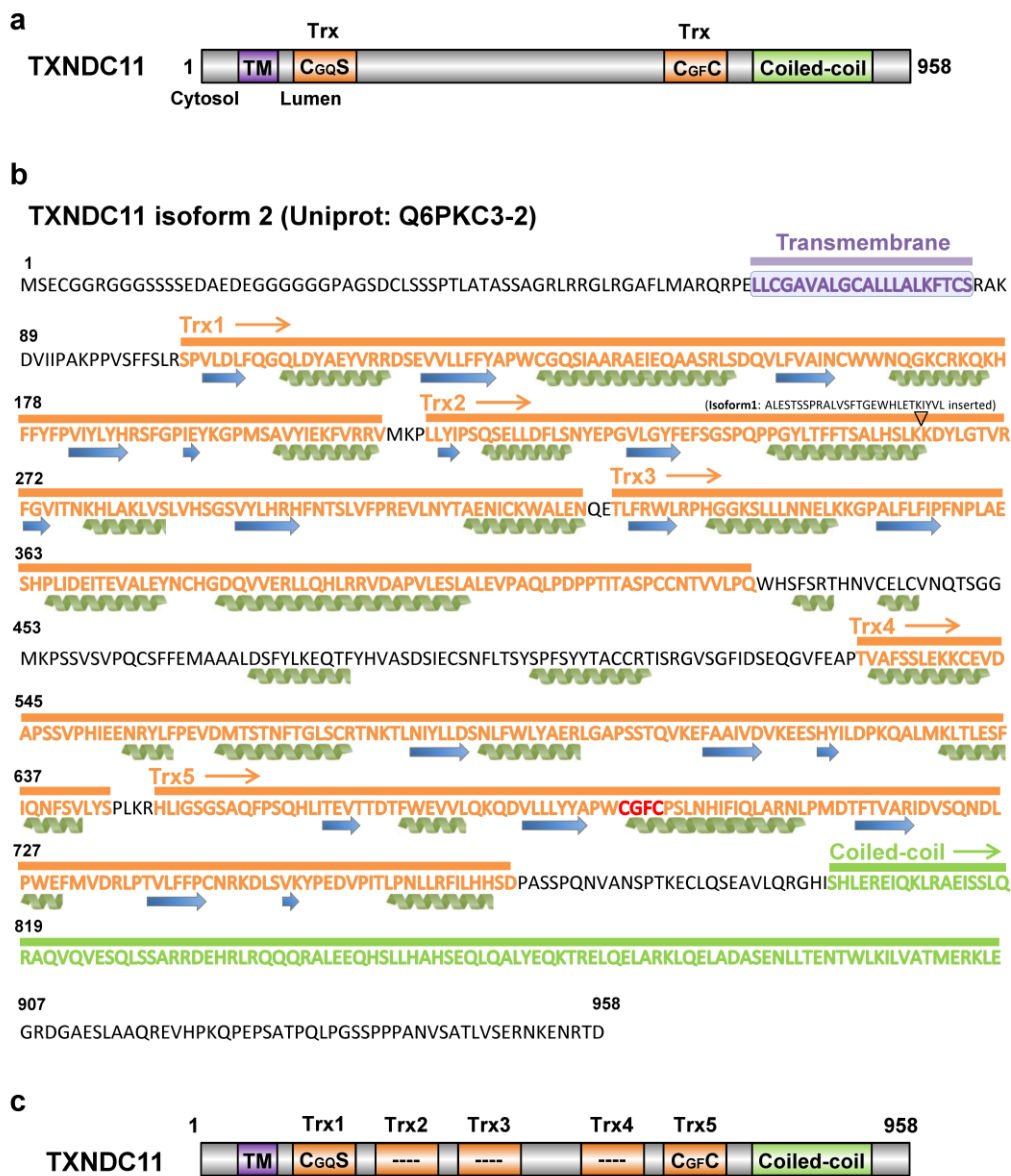 a
Trx Trx
TXNDC11 1 TM CGQS CGFC Coiled-coil 958
Cytosol Lumen
b
TXNDC11 isoform 2 (Uniprot: Q6PKC3-2)
Transmembrane
1
MSECGGRGGGSSSSEDAEDEGGGGGGPAGSDCLSSSPTLATASSAGRLRRGLRGAFLMARQRPELLCGAVALGCALLLALKFTCSRAK
Trx1
89
DVIIPAKPPVSFFSLRSPVLDLFQGQLDYAEYVRRDSEVVLLFFYAPWCGQSIAARAEIEQAASRLSDQVLFVAINCWWNQGKCRKQKH
178
Trx2
(Isoform1: ALESTSSPRALVSFTGEWHLETKIYVL inserted)
FFYFPVIYLYHRSFGPIEYKGPMSAVYIEKFVRRVMKPLLYIPSQSELLDFLSNYEPGVLGYFEFSGSPQPPGYLTFFTSALHSLKKDYLGTVR
272
Trx3
FGVITNKHLAKLVSLVHSGSVYLHRHFNTSLVFPREVLNYTAENICKWALENQETLFRWLRPHGGKSLLLNNELKKGPALFLFIPFNPLAE
363
SHPLIDEITEVALEYNCHGDQVVERLLQHLRRVDAPVLESLALEVPAQLPDPPTITASPCCNTVVLPQWHSFSRTHNVCELCVNQTSGG
453
Trx4
MKPSSVSVPQCSFFEMAAALDSFYLKEQTFYHVASDSIECSNFLTSYSPFSYYTACCRTISRGVSGFIDSEQGVFEAPTVAFSSLEKKCEVD
545
APSSVPHIEENRYLFPEVDMTSTNFTGLSCRTNKTLNIYLLDSNLFWLYAERLGAPSSTQVKEFAAIVDVKEESHYILDPKQALMKLTLESF
637
Trx5
IQNFSVLYSPLKRHLIGSGSAQFPSQHLITEVTTDTFWEVVLQKQDVLLLYYAPWCGFCPSLNHIFIQLARNLPMDTFTVARIDVSQNDL
727
Coiled-coil
PWEFMVDRLPTVLFFPCNRKDLSVKYPEDVPITLPNLLRFILHHSDPASSPQNVANSPTKECLQSEAVLQRGHISHLEREIQKLRAEISSLQ
819
RAQVQVESQLSSARRDEHRLRQQQRALEEQHSLLHAHSEQLQALYEQKTRELQELARKLQELADASENLLTENTWLKILVATMERKLE
907 958
GRDGAESLAAQREVHPKQPEPSATPQLPGSSPPPANVSATLVSERNKENRTD
c
1 Trx1 Trx2 Trx3 Trx4 Trx5 958
TXNDC11 TM CGQS ---- ---- ---- CGFC Coiled-coil